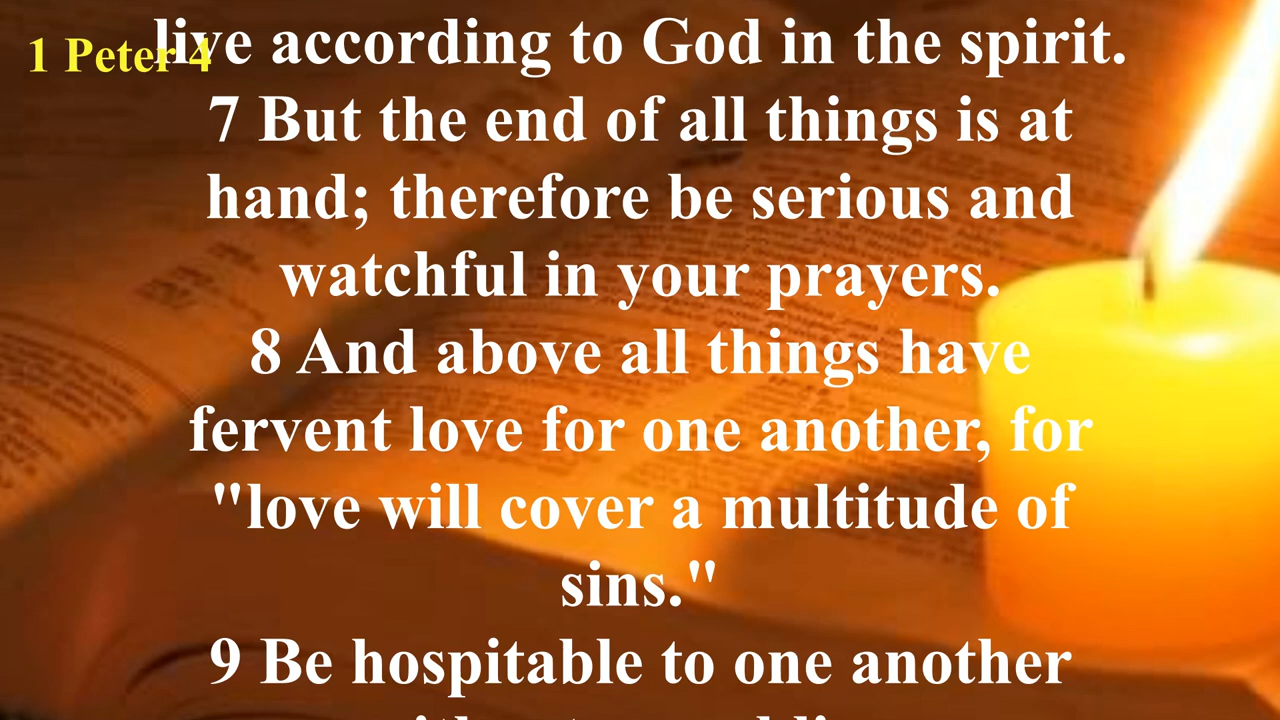 1 Peter 4
live according to God in the spirit.
7 But the end of all things is at
hand; therefore be serious and
watchful in your prayers.
8 And above all things have
fervent love for one another, for
"love will cover a multitude of
sins."
9 Be hospitable to one another